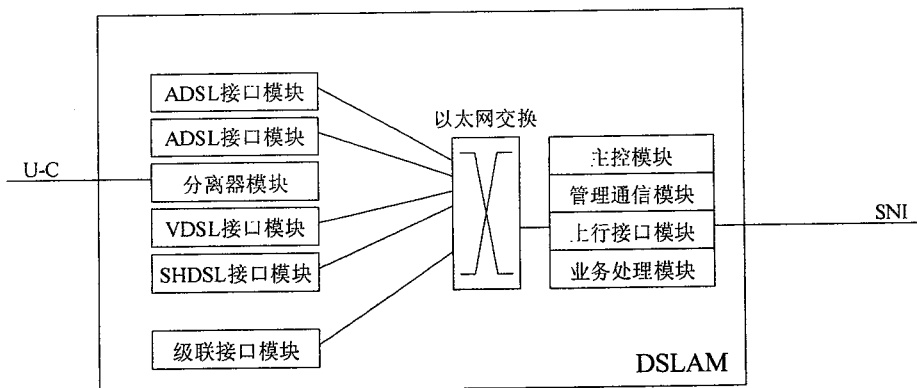 ADSL接口模块
ADSL接口模块
U-C
分离器模块
VDSL接口模块
SHDSL接口模块
级联接口模块
以太网交换
主控模块
管理通信模块
上行接口模块
业务处理模块
SNI
DSLAM